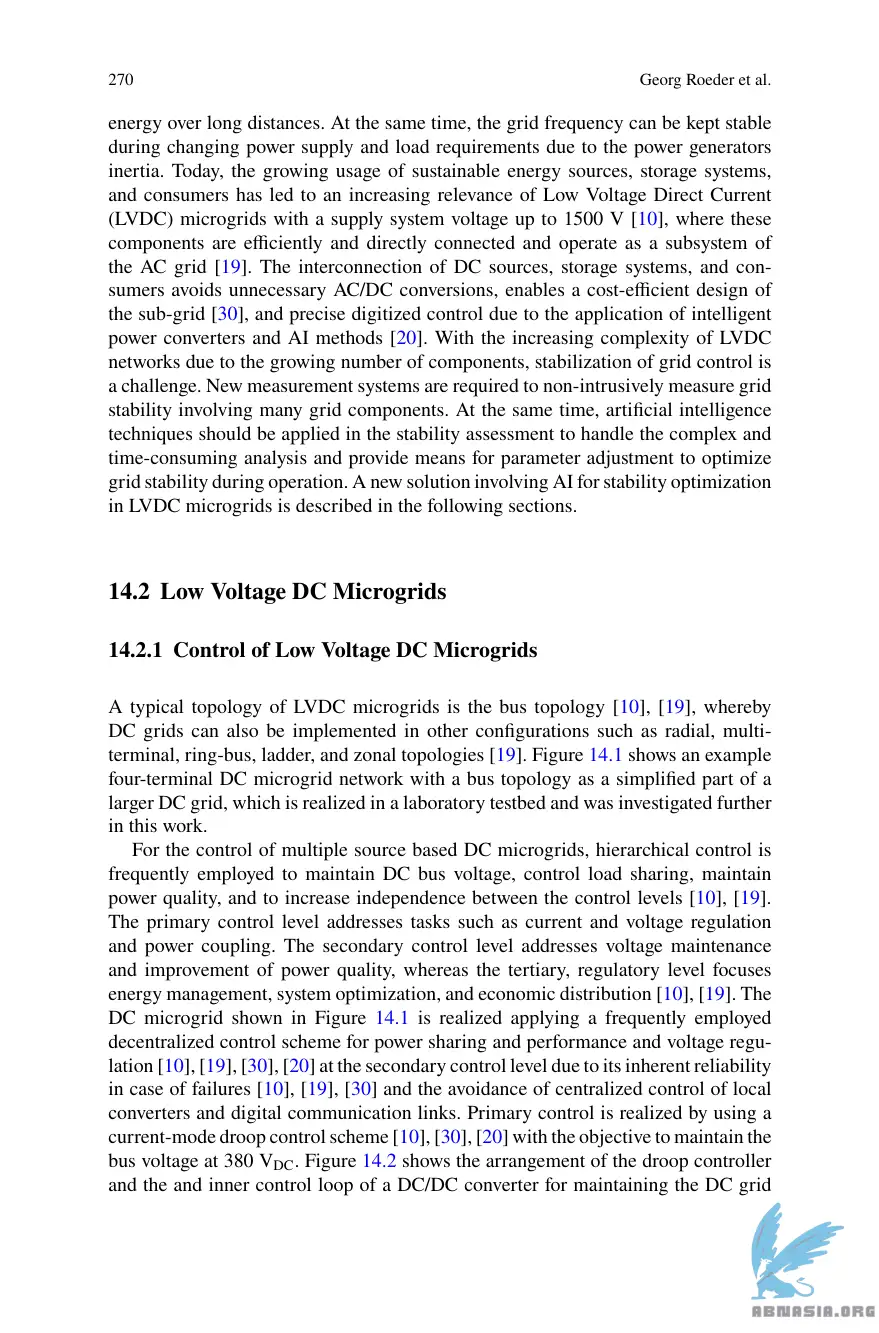 270 Georg Roeder et al.
energy over long distances. At the same time, the grid frequency can be kept stable
during changing power supply and load requirements due to the power generators
inertia. Today, the growing usage of sustainable energy sources, storage systems,
and consumers has led to an increasing relevance of Low Voltage Direct Current
(LVDC) microgrids with a supply system voltage up to 1500 V [10], where these
components are efficiently and directly connected and operate as a subsystem of
the AC grid [19]. The interconnection of DC sources, storage systems, and con-
sumers avoids unnecessary AC/DC conversions, enables a cost-efficient design of
the sub-grid [30], and precise digitized control due to the application of intelligent
power converters and AI methods [20]. With the increasing complexity of LVDC
networks due to the growing number of components, stabilization of grid control is
a challenge. New measurement systems are required to non-intrusively measure grid
stability involving many grid components. At the same time, artificial intelligence
techniques should be applied in the stability assessment to handle the complex and
time-consuming analysis and provide means for parameter adjustment to optimize
grid stability during operation. A new solution involving AI for stability optimization
in LVDC microgrids is described in the following sections.
14.2 Low Voltage DC Microgrids
14.2.1 Control of Low Voltage DC Microgrids
A typical topology of LVDC microgrids is the bus topology [10], [19], whereby
DC grids can also be implemented in other configurations such as radial, multi-
terminal, ring-bus, ladder, and zonal topologies [19]. Figure 14.1 shows an example
four-terminal DC microgrid network with a bus topology as a simplified part of a
larger DC grid, which is realized in a laboratory testbed and was investigated further
in this work.
For the control of multiple source based DC microgrids, hierarchical control is
frequently employed to maintain DC bus voltage, control load sharing, maintain
power quality, and to increase independence between the control levels [10], [19].
The primary control level addresses tasks such as current and voltage regulation
and power coupling. The secondary control level addresses voltage maintenance
and improvement of power quality, whereas the tertiary, regulatory level focuses
energy management, system optimization, and economic distribution [10], [19]. The
DC microgrid shown in Figure 14.1 is realized applying a frequently employed
decentralized control scheme for power sharing and performance and voltage regu-
lation [10], [19], [30], [20] at the secondary control level due to its inherent reliability
in case of failures [10], [19], [30] and the avoidance of centralized control of local
converters and digital communication links. Primary control is realized by using a
current-mode droop control scheme [10], [30], [20] with the objective to maintain the
bus voltage at 380 VDC. Figure 14.2 shows the arrangement of the droop controller
and the and inner control loop of a DC/DC converter for maintaining the DC grid
ABNASIA.ORG